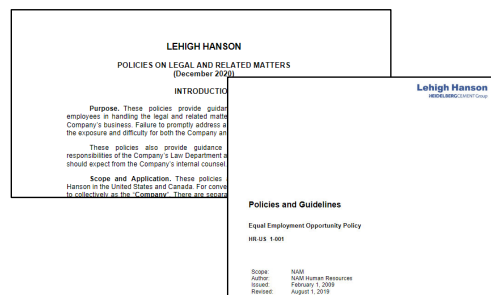 LEHIGH HANSON
POLICIES ON LEGAL AND RELATED MATTERS
(December 2020)
INTRODUCTIO
Purpose. These policies provide guidan
employees in handling the legal and related matte
Company's business. Failure to promptly address a
the exposure and difficulty for both the Company an
These policies also provide guidance
responsibilities of the Company's Law Department a
should expect from the Company's internal counsel.
Scope and Application. These policies
Hanson in the United States and Canada. For conve
to collectively as the "Company". There are separa
Lehigh Hanson
HEIDELBERGCEMENT Group
Policies and Guidelines
Equal Employment Opportunity Policy
HR-US 1-001
Scope: NAM
Author: NAM Human Resources
Issued: February 1, 2009
Revised: August 1, 2019